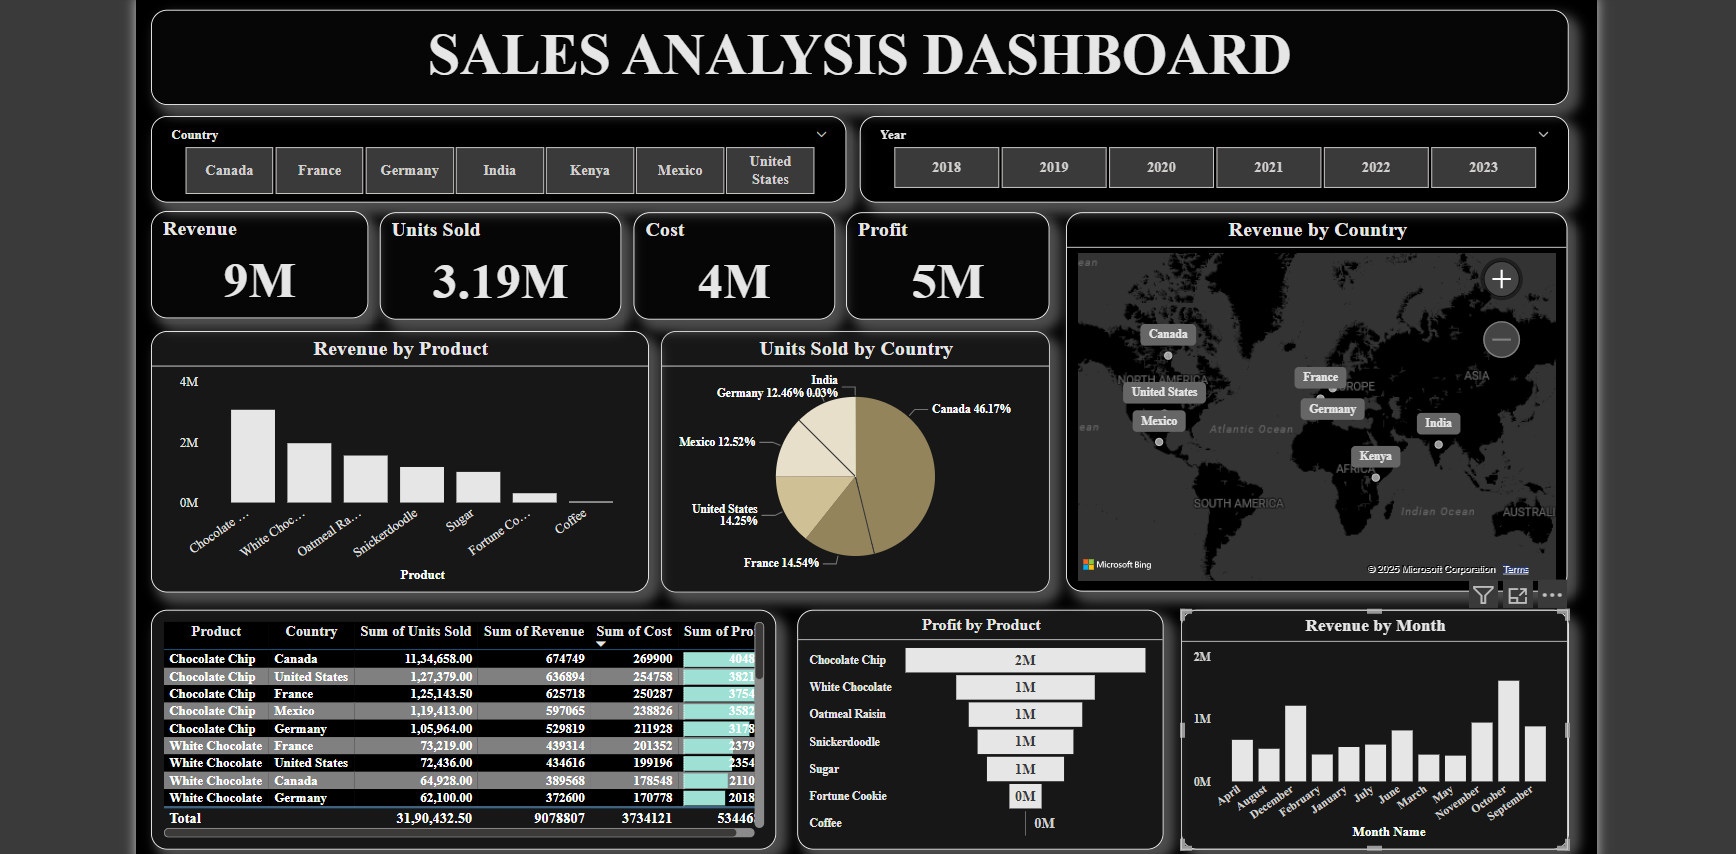 SALES ANALYSIS DASHBOARD
Country
Canada
France
Germany
India
Kenya
Mexico
United
States
Year
2018
2019
2020
2021
2022
2023
Revenue
9M
Units Sold
3.19M
Cost
4M
Profit
5M
Revenue by Product
4M
2M
0M
Chocolate ...
White Choc...
Oatmeal Ra...
Snickerdoodle
Sugar
Fortune Co...
Coffee
Product
Units Sold by Country
India
0.03%
Germany 12.46%
Canada 46.17%
Mexico 12.52%
United States
14.25%
France 14.54%
Revenue by Country
ean
Canada
NORTH AMERICA
United States
Mexico
ean
Atlantic Ocean
France
ROPE
Germany
ASIA
India
Kenya
AFRICA
SOUTH AMERICA
Indian Ocean
AUSTRALI
Microsoft Bing
© 2025 Microsoft Corporation Terms
Product Country Sum of Units Sold Sum of Revenue Sum of Cost Sum of Pro
Chocolate Chip Canada 11,34,658.00 674749 269900 4048
Chocolate Chip United States 1,27,379.00 636894 254758 3821
Chocolate Chip France 1,25,143.50 625718 250287 3754
Chocolate Chip Mexico 1,19,413.00 597065 238826 3582
Chocolate Chip Germany 1,05,964.00 529819 211928 3178
White Chocolate France 73,219.00 439314 201352 2379
White Chocolate United States 72,436.00 434616 199196 2354
White Chocolate Canada 64,928.00 389568 178548 2110
White Chocolate Germany 62,100.00 372600 170778 2018
Total 31,90,432.50 9078807 3734121 53446
Profit by Product
Chocolate Chip 2M
White Chocolate 1M
Oatmeal Raisin 1M
Snickerdoodle 1M
Sugar 1M
Fortune Cookie 0M
Coffee 0M
Revenue by Month
2M
1M
0M
April
August
December
February
January
July
June
March
May
November
October
September
Month Name